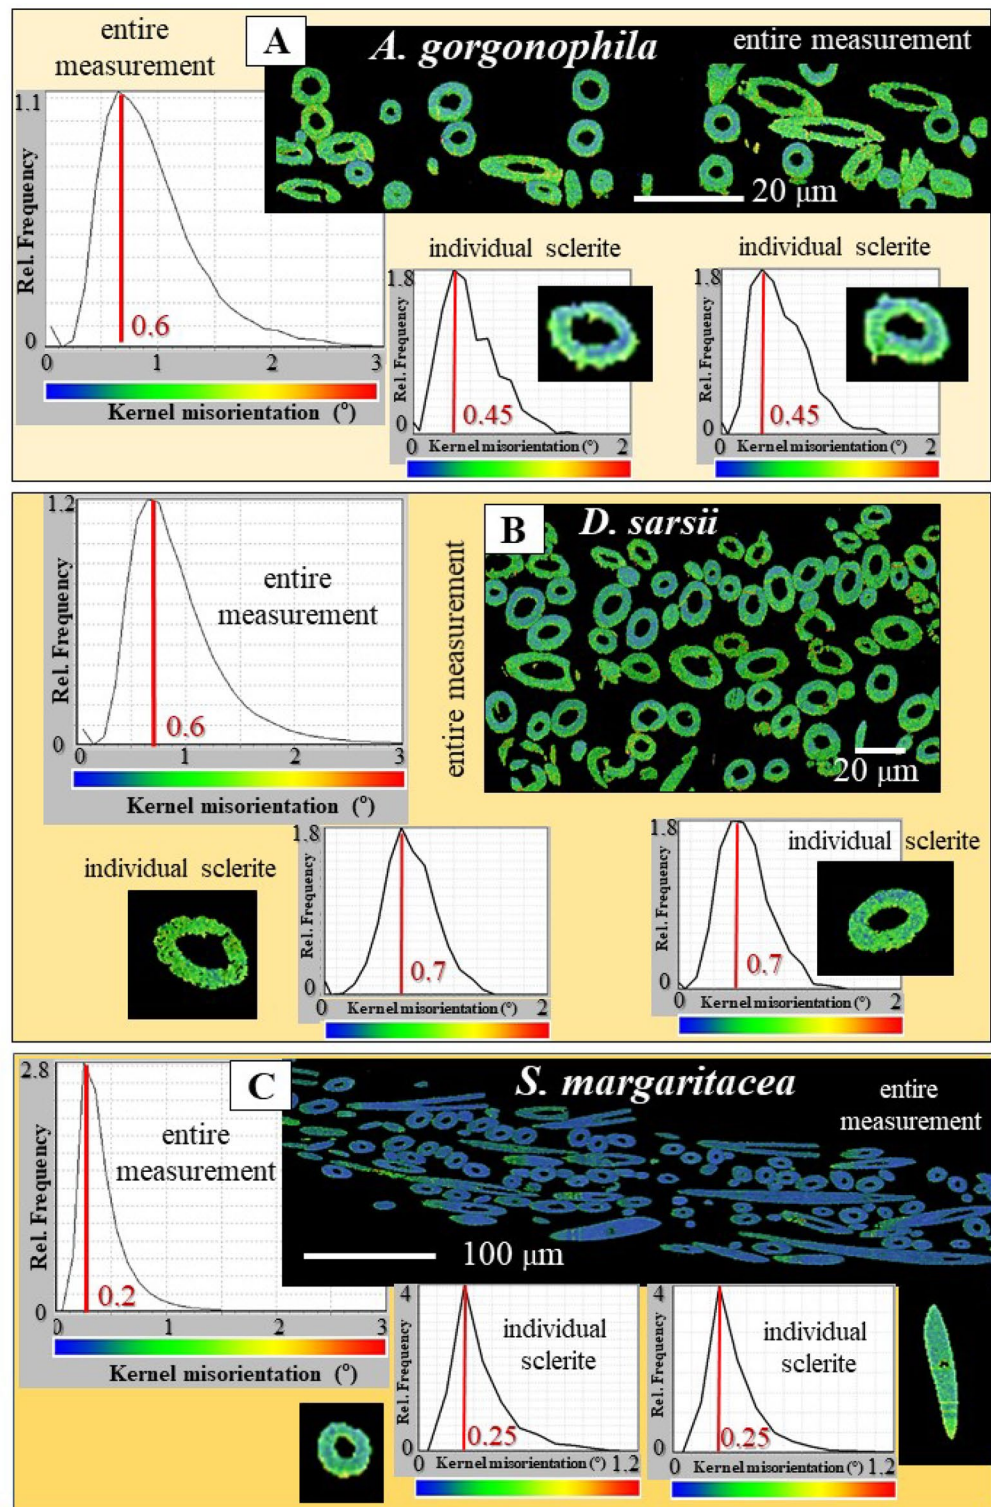 entire
measurement
A
A. gorgonophila
entire measurement
1.1
Rel. Frequency
0
0.6
0 1 2 3
Kernel misorientation (°)
20 µm
individual sclerite
1.8
Rel. Frequency
0
0.45
0 Kernel misorientation (°) 2
individual sclerite
1.8
Rel. Frequency
0
0.45
0 Kernel misorientation (°) 2
1.2
Rel. Frequency
0
entire
measurement
0.6
0 1 2 3
Kernel misorientation (°)
entire measurement
B
D. sarsii
20 µm
individual sclerite
1.8
Rel. Frequency
0
0.7
0 Kernel misorientation (°) 2
1.8
Rel. Frequency
0
individual sclerite
0.7
0 Kernel misorientation (°) 2
2.8
Rel. Frequency
0
entire
measurement
0.2
0 1 2 3
Kernel misorientation (°)
C
S. margaritacea
entire
measurement
100 µm
4
Rel. Frequency
0
individual
sclerite
0.25
0 Kernel misorientation (°) 1.2
4
Rel. Frequency
0
individual
sclerite
0.25
0 Kernel misorientation (°) 1.2